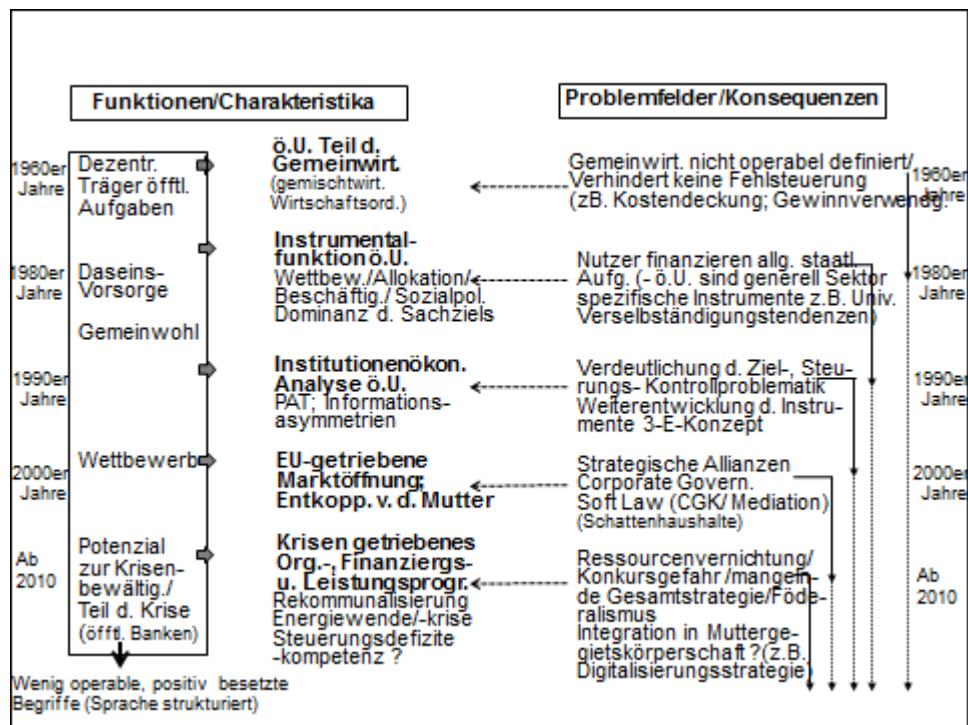 Funktionen/Charakteristika
Problemfelder/Konsequenzen
1960er
Jahre
Dezentr.
Träger öfftl.
Aufgaben
ö.U. Teil d.
Gemeinwirt.
(gemischtwirt.
Wirtschaftsord.)
Gemeinwirt. nicht operabel definiert/
Verhindert keine Fehlsteuerung
(zB. Kostendeckung; Gewinnverwendg.
1960er
Jahre
1980er
Jahre
Daseins-
Vorsorge
Gemeinwohl
Instrumental-
funktion ö.U.
Wettbew./Allokation/
Beschäftig./ Sozialpol.
Dominanz d. Sachziels
Nutzer finanzieren allg. staatl.
Aufg. (- ö.U. sind generell Sektor
spezifische Instrumente z.B. Univ.
Verselbständigungstendenzen)
1980er
Jahre
1990er
Jahre
Institutionenökon.
Analyse ö.U.
PAT; Informations-
asymmetrien
Verdeutlichung d. Ziel-, Steu-
rungs- Kontrollproblematik
Weiterentwicklung d. Instru-
mente 3-E-Konzept
1990er
Jahre
2000er
Jahre
Wettbewerb
EU-getriebene
Marktöffnung;
Entkopp. v. d. Mutter
Strategische Allianzen
Corporate Govern.
Soft Law (CGK/ Mediation)
(Schattenhaushalte)
2000er
Jahre
Ab
2010
Potenzial
zur Krisen-
bewältig./
Teil d. Krise
(öfftl. Banken)
Krisen getriebenes
Org.-, Finanziergs-
u. Leistungsprogr.
Rekommunalisierung
Energiewende/-krise
Steuerungsdefizite
-kompetenz ?
Ressourcenvernichtung/
Konkursgefahr /mangeln-
de Gesamtstrategie/Föde-
ralismus
Integration in Mutterge-
gietskörperschaft ?(z.B.
Digitalisierungsstrategie)
Ab
2010
Wenig operable, positiv besetzte
Begriffe (Sprache strukturiert)